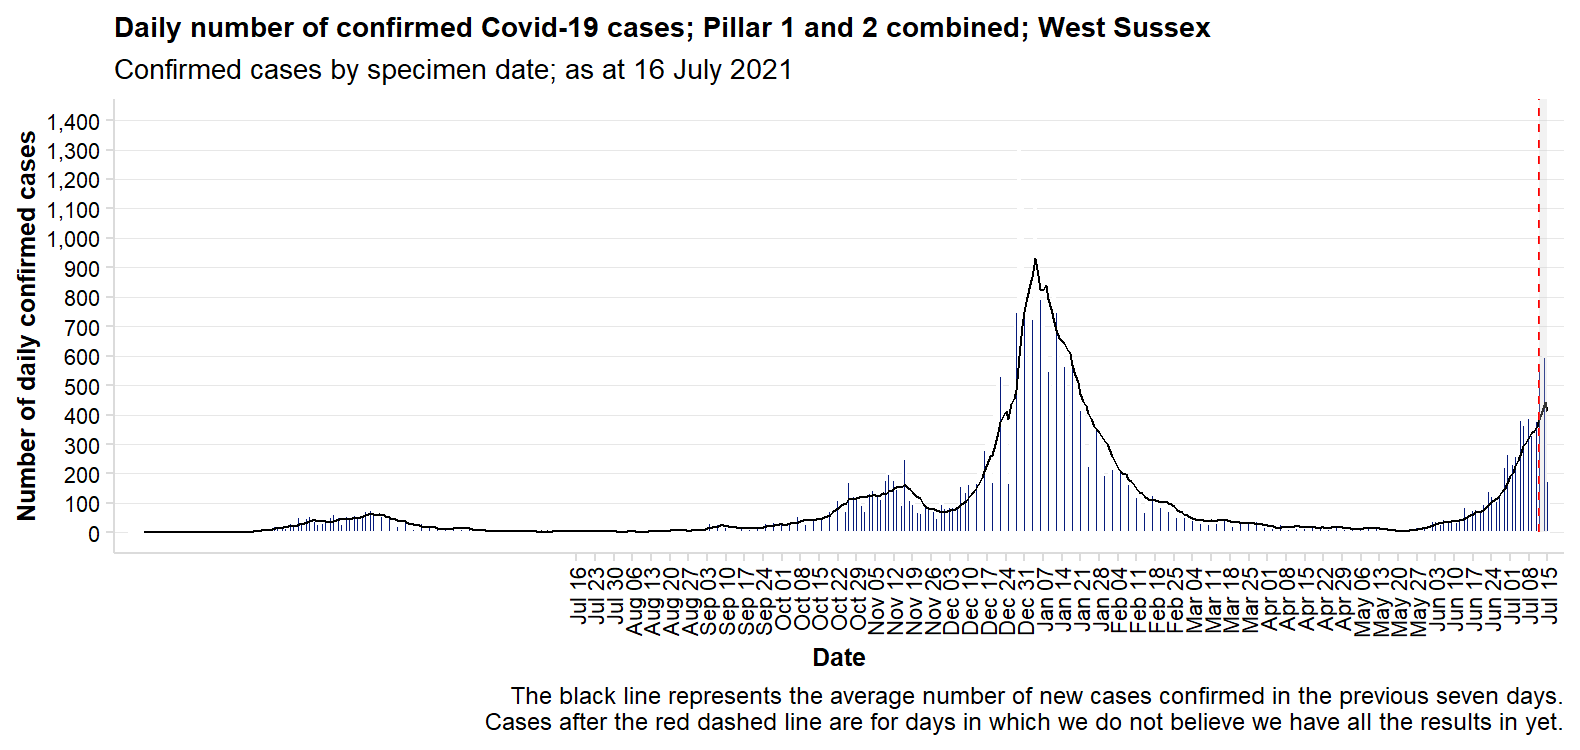 Daily number of confirmed Covid-19 cases; Pillar 1 and 2 combined; West Sussex
Confirmed cases by specimen date; as at 16 July 2021
Number of daily confirmed cases
1,400
1,300
1,200
1,100
1,000
900
800
700
600
500
400
300
200
100
0
Jul 16
Jul 23
Jul 30
Aug 06
Aug 13
Aug 20
Aug 27
Sep 03
Sep 10
Sep 17
Sep 24
Oct 01
Oct 08
Oct 15
Oct 22
Oct 29
Nov 05
Nov 12
Nov 19
Nov 26
Dec 03
Dec 10
Dec 17
Dec 24
Dec 31
Jan 07
Jan 14
Jan 21
Jan 28
Feb 04
Feb 11
Feb 18
Feb 25
Mar 04
Mar 11
Mar 18
Mar 25
Apr 01
Apr 08
Apr 15
Apr 22
Apr 29
May 06
May 13
May 20
May 27
Jun 03
Jun 10
Jun 17
Jun 24
Jul 01
Jul 08
Jul 15
Date
The black line represents the average number of new cases confirmed in the previous seven days.
Cases after the red dashed line are for days in which we do not believe we have all the results in yet.